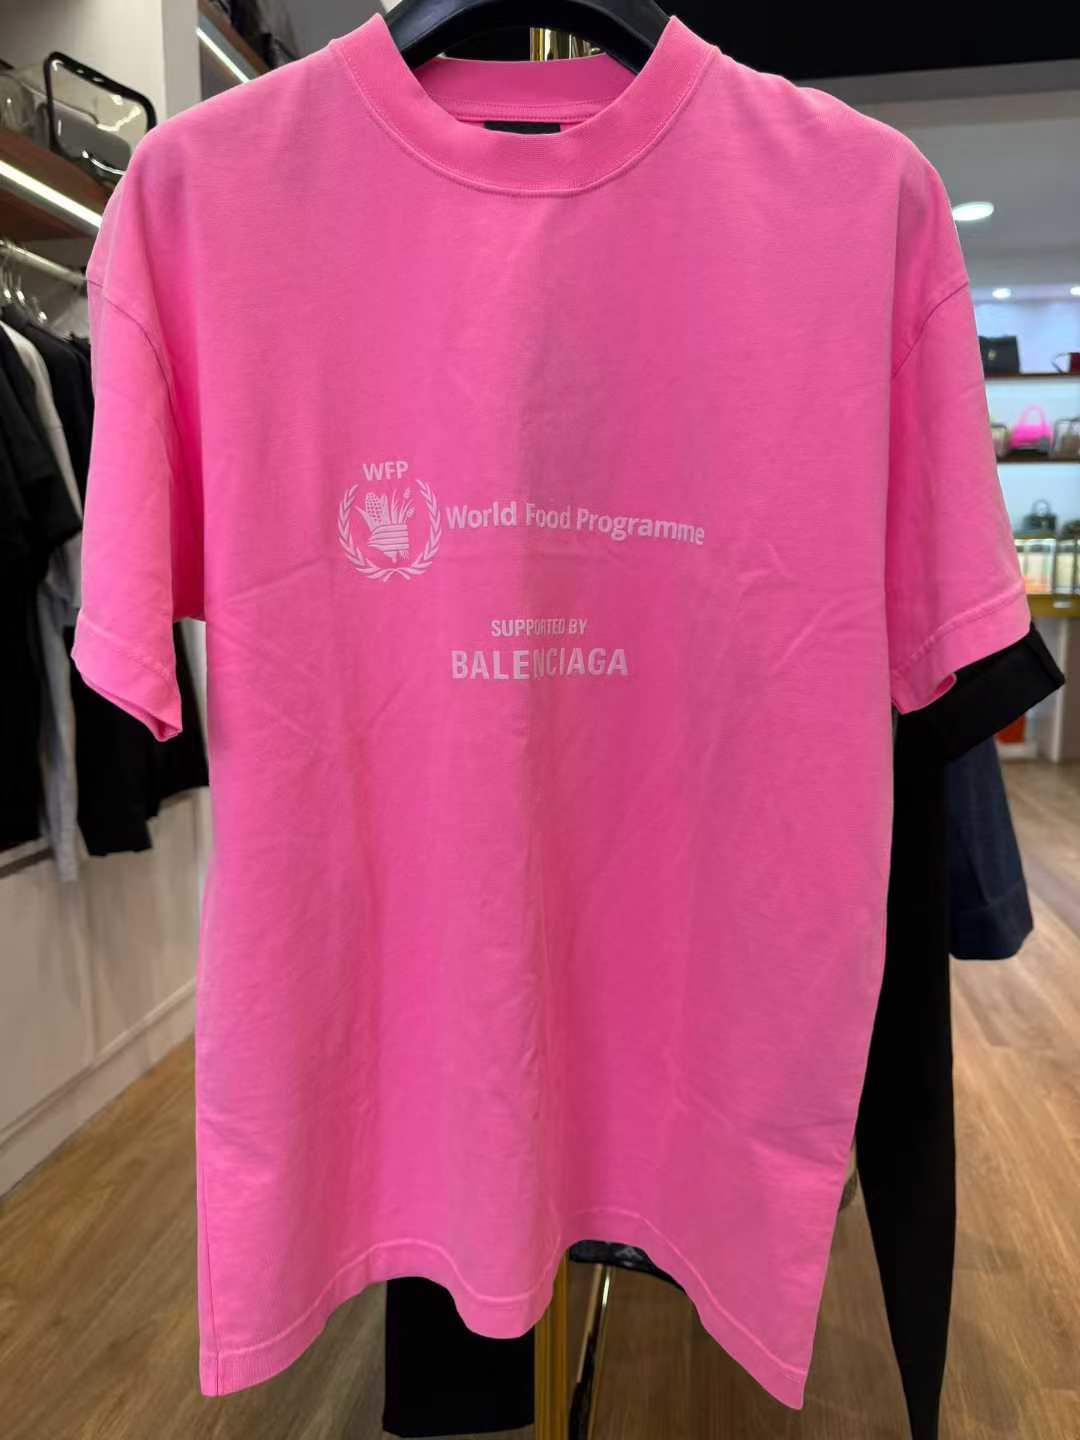 WFP
World Food Programme
SUPPORTED BY
BALENCIAGA